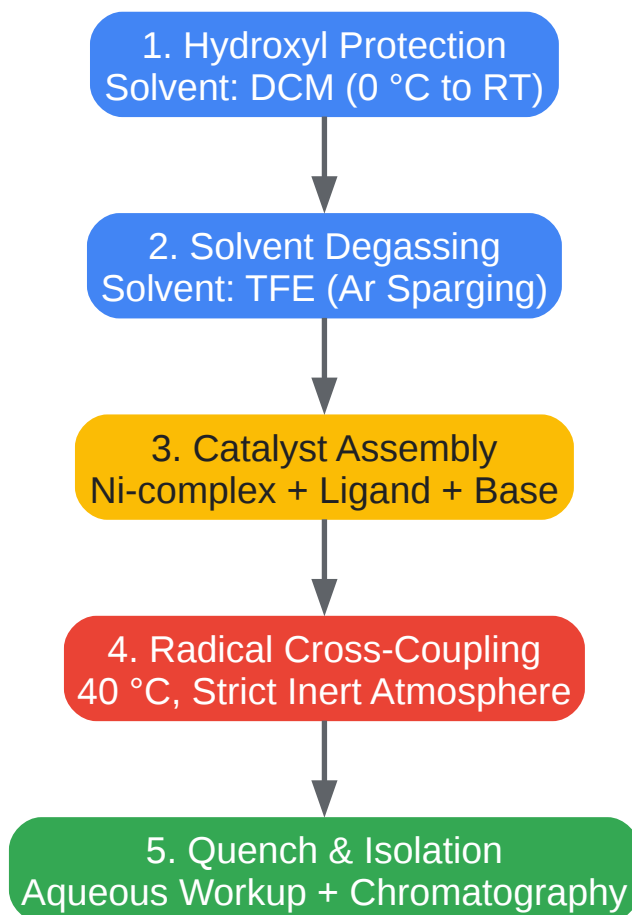 1. Hydroxyl Protection
Solvent: DCM (0 °C to RT)
2. Solvent Degassing
Solvent: TFE (Ar Sparging)
3. Catalyst Assembly
Ni-complex + Ligand + Base
4. Radical Cross-Coupling
40 °C, Strict Inert Atmosphere
5. Quench & Isolation
Aqueous Workup + Chromatography